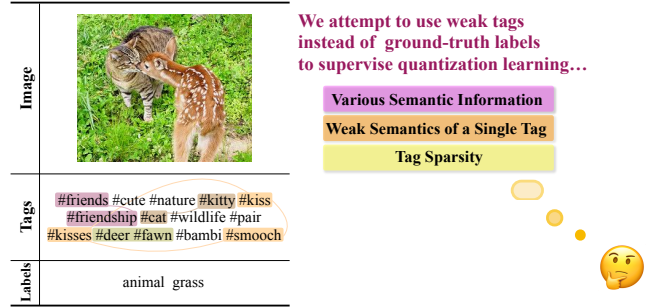 Image
We attempt to use weak tags
instead of ground-truth labels
to supervise quantization learning…
Various Semantic Information
Weak Semantics of a Single Tag
Tag Sparsity
Tags
#friends #cute #nature #kitty #kiss
#friendship #cat #wildlife #pair
#kisses #deer #fawn #bambi #smooch
Labels
animal grass